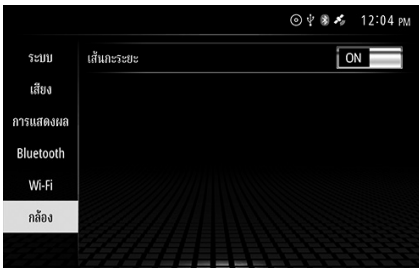 12:04 PM
ระบบ
เส้นกะระยะ
ON
เสียง
การแสดงผล
Bluetooth
Wi-Fi
กล้อง